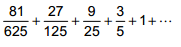 81/625 + 27/125 + 9/25 + 3/5 + 1 + ⋯